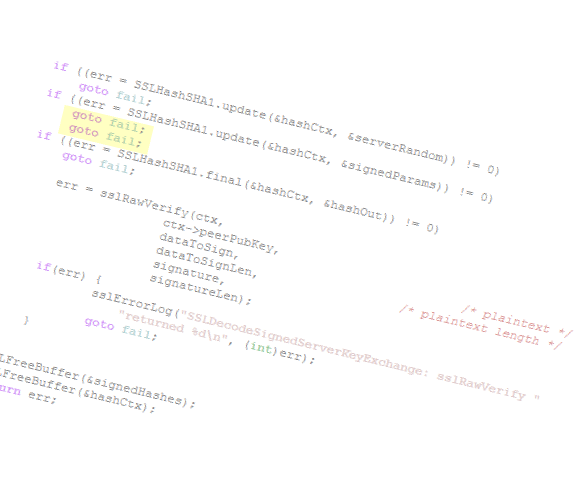 if ((err = SSLHashSHA1.update(&hashCtx, &serverRandom)) != 0)
goto fail;
if ((err = SSLHashSHA1.update(&hashCtx, &signedParams)) != 0)
goto fail;
goto fail;
if ((err = SSLHashSHA1.final(&hashCtx, &hashOut)) != 0)
goto fail;
err = sslRawVerify(ctx,
ctx->peerPubKey,
dataToSign, /* plaintext */
dataToSignLen, /* plaintext length */
signature,
signatureLen);
if(err) {
sslErrorLog("SSLDecodeSignedServerKeyExchange: sslRawVerify "
"returned %d\n", (int)err);
goto fail;
}
LFreeBuffer(&signedHashes);
LFreeBuffer(&hashCtx);
urn err;